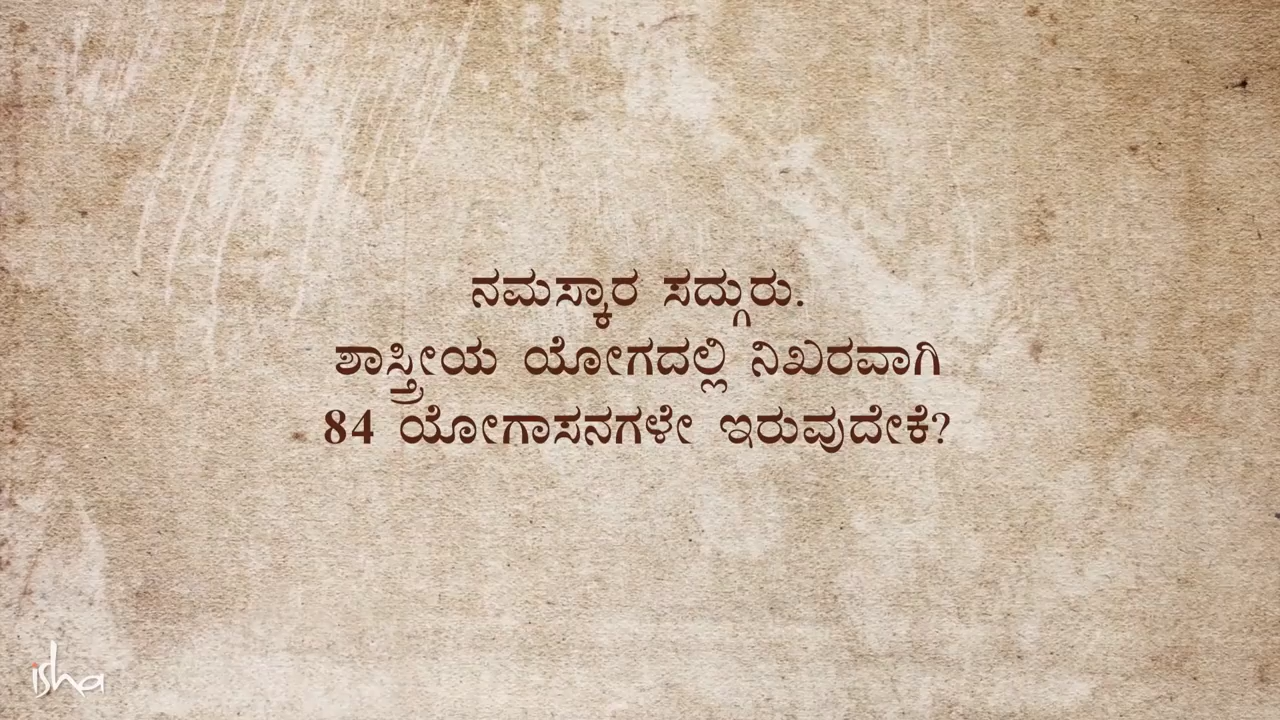 ನಮಸ್ಕಾರ ಸದ್ಗುರು.
ಶಾಸ್ತ್ರೀಯ ಯೋಗದಲ್ಲಿ ನಿಖರವಾಗಿ
84 ಯೋಗಾಸನಗಳೇ ಇರುವುದೇಕೆ?
isha